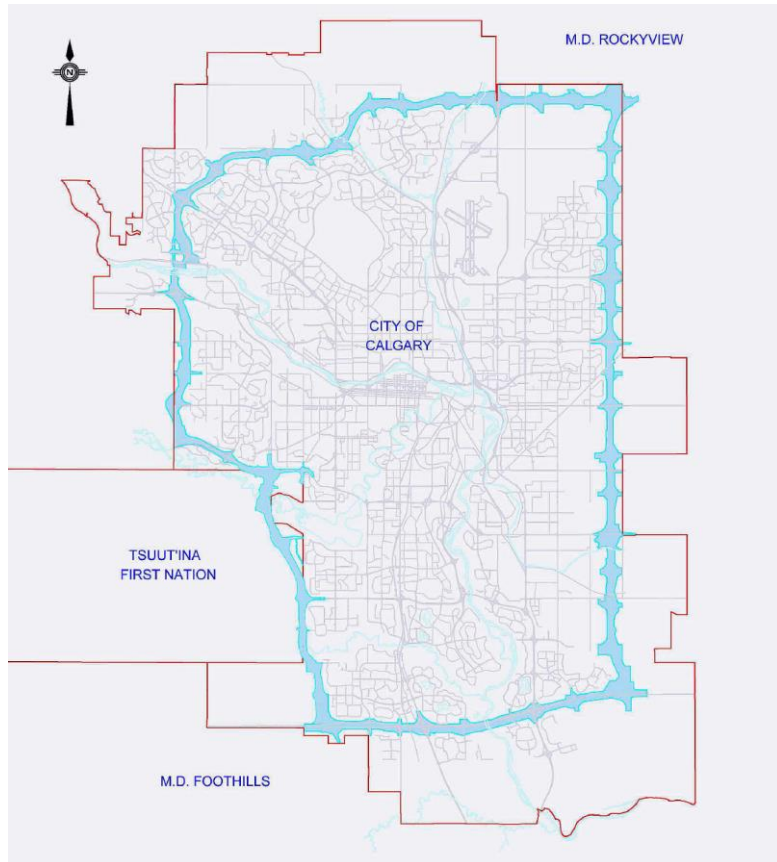 M.D. ROCKYVIEW
N
CITY OF
CALGARY
TSUUT'INA
FIRST NATION
M.D. FOOTHILLS